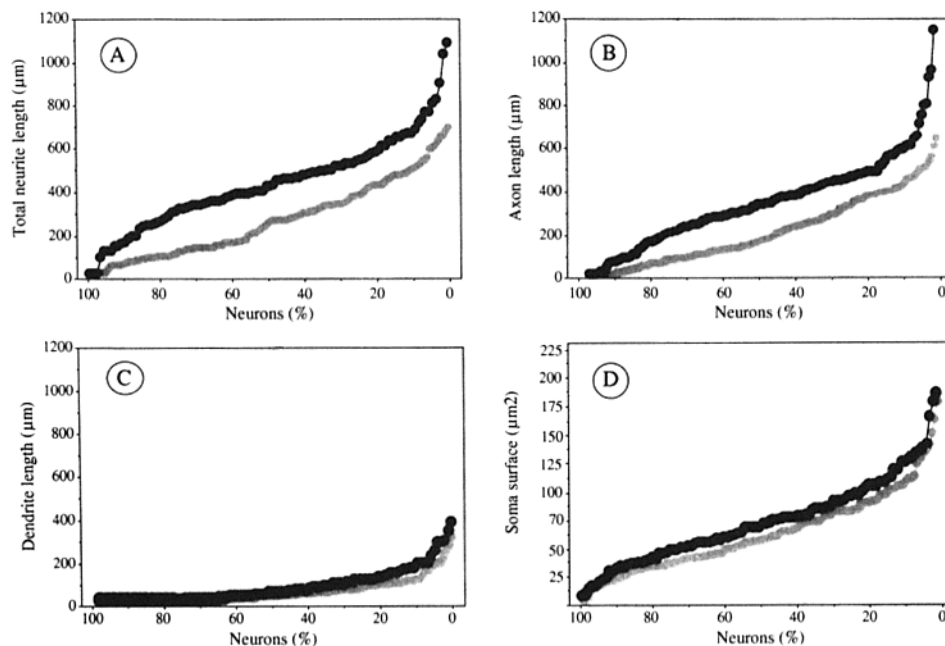 A
Total neurite length (µm)
1200
1000
800
600
400
200
0
100 80 60 40 20 0
Neurons (%)
B
Axon length (µm)
1200
1000
800
600
400
200
0
100 80 60 40 20 0
Neurons (%)
C
Dendrite length (µm)
1200
1000
800
600
400
200
0
100 80 60 40 20 0
Neurons (%)
D
Soma surface (µm2)
225
200
175
150
125
100
70
50
25
100 80 60 40 20 0
Neurons (%)